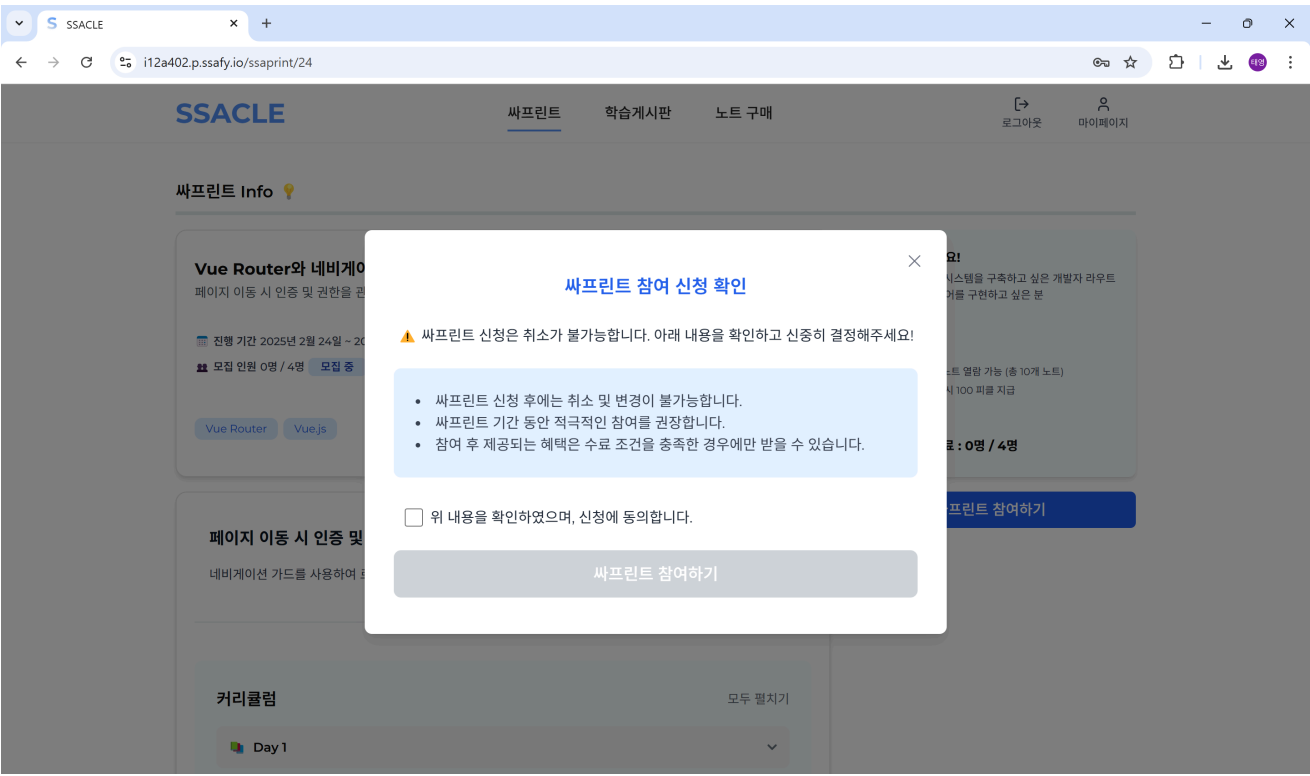 SSACLE
i12a402.p.ssafy.io/ssaprint/24
태영
SSACLE
싸프린트
학습게시판
노트 구매
로그아웃
마이페이지
싸프린트 Info
Vue Router와 네비게이
페이지 이동 시 인증 및 권한을 관
진행 기간 2025년 2월 24일 ~ 20
모집 인원 0명 / 4명 모집 중
Vue Router
Vue.js
요!
시스템을 구축하고 싶은 개발자 라우트
어를 구현하고 싶은 분
노트 열람 가능 (총 10개 노트)
시 100 피클 지급
료 : 0명 / 4명
싸프린트 참여하기
싸프린트 참여 신청 확인
싸프린트 신청은 취소가 불가능합니다. 아래 내용을 확인하고 신중히 결정해주세요!
• 싸프린트 신청 후에는 취소 및 변경이 불가능합니다.
• 싸프린트 기간 동안 적극적인 참여를 권장합니다.
• 참여 후 제공되는 혜택은 수료 조건을 충족한 경우에만 받을 수 있습니다.
위 내용을 확인하였으며, 신청에 동의합니다.
싸프린트 참여하기
페이지 이동 시 인증 및
네비게이션 가드를 사용하여
커리큘럼
모두 펼치기
Day 1